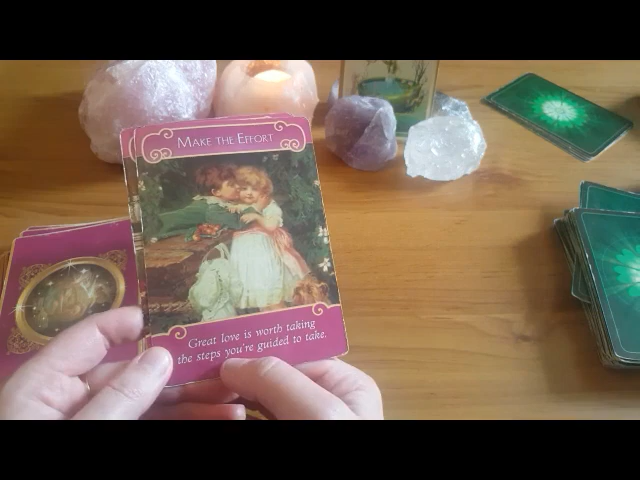 MAKE THE EFFORT
Great love is worth taking
the steps you're guided to take.